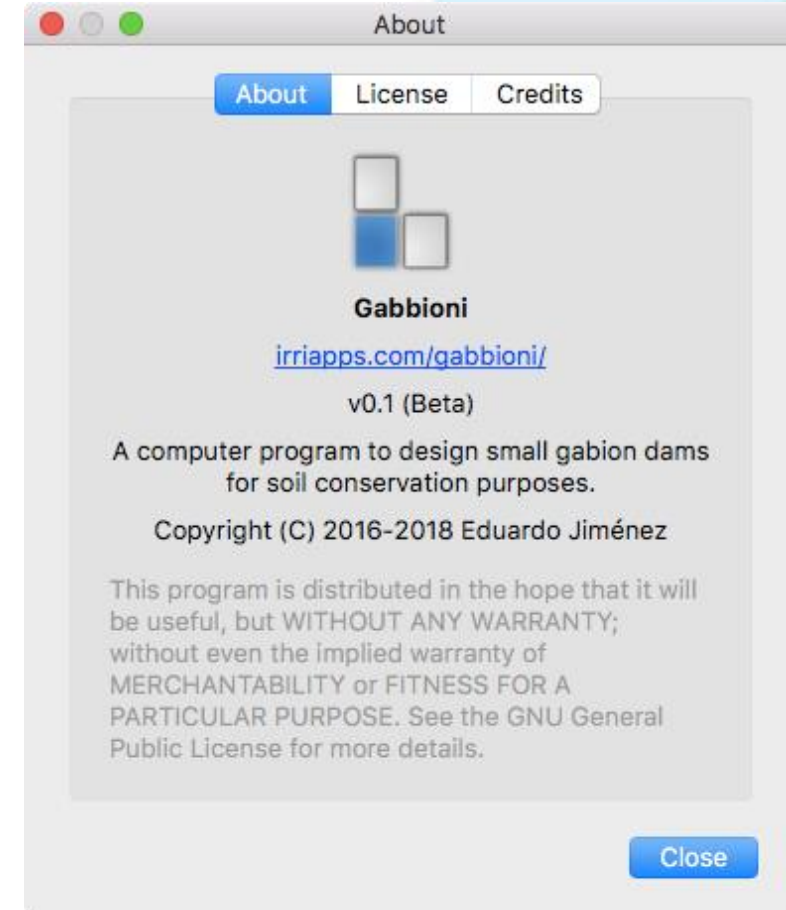 About
About License Credits
Gabbioni
irriapps.com/gabbioni/
v0.1 (Beta)
A computer program to design small gabion dams
for soil conservation purposes.
Copyright (C) 2016-2018 Eduardo Jiménez
This program is distributed in the hope that it will
be useful, but WITHOUT ANY WARRANTY;
without even the implied warranty of
MERCHANTABILITY or FITNESS FOR A
PARTICULAR PURPOSE. See the GNU General
Public License for more details.
Close